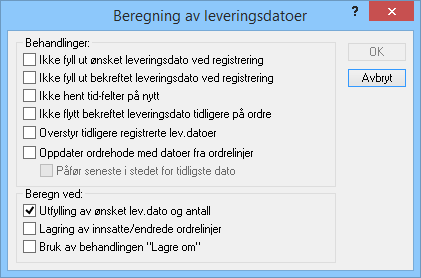 Beregning av leveringsdatoer
?
Behandlinger:
Ikke fyll ut ønsket leveringsdato ved registrering
Ikke fyll ut bekreftet leveringsdato ved registrering
Ikke hent tid-felter på nytt
Ikke flytt bekreftet leveringsdato tidligere på ordre
Overstyr tidligere registrerte lev.datoer
Oppdater ordrehode med datoer fra ordrelinjer
Påfør seneste i stedet for tidligste dato
Beregn ved:
Utfylling av ønsket lev.dato og antall
Lagring av innsatte/endrede ordrelinjer
Bruk av behandlingen "Lagre om"
OK
Avbryt